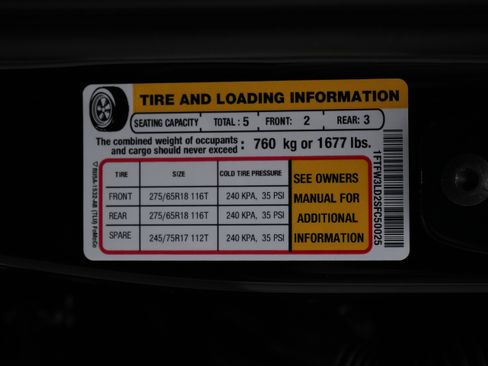 TIRE AND LOADING INFORMATION
SEATING CAPACITY TOTAL : 5 FRONT: 2 REAR: 3
The combined weight of occupants
and cargo should never exceed : 760 kg or 1677 lbs.
TIRE SIZE COLD TIRE PRESSURE
FRONT 275/65R18 116T 240 KPA, 35 PSI
REAR 275/65R18 116T 240 KPA, 35 PSI
SPARE 245/75R17 112T 240 KPA, 35 PSI
SEE OWNERS
MANUAL FOR
ADDITIONAL
INFORMATION
1FTFW3LD2SFC50025